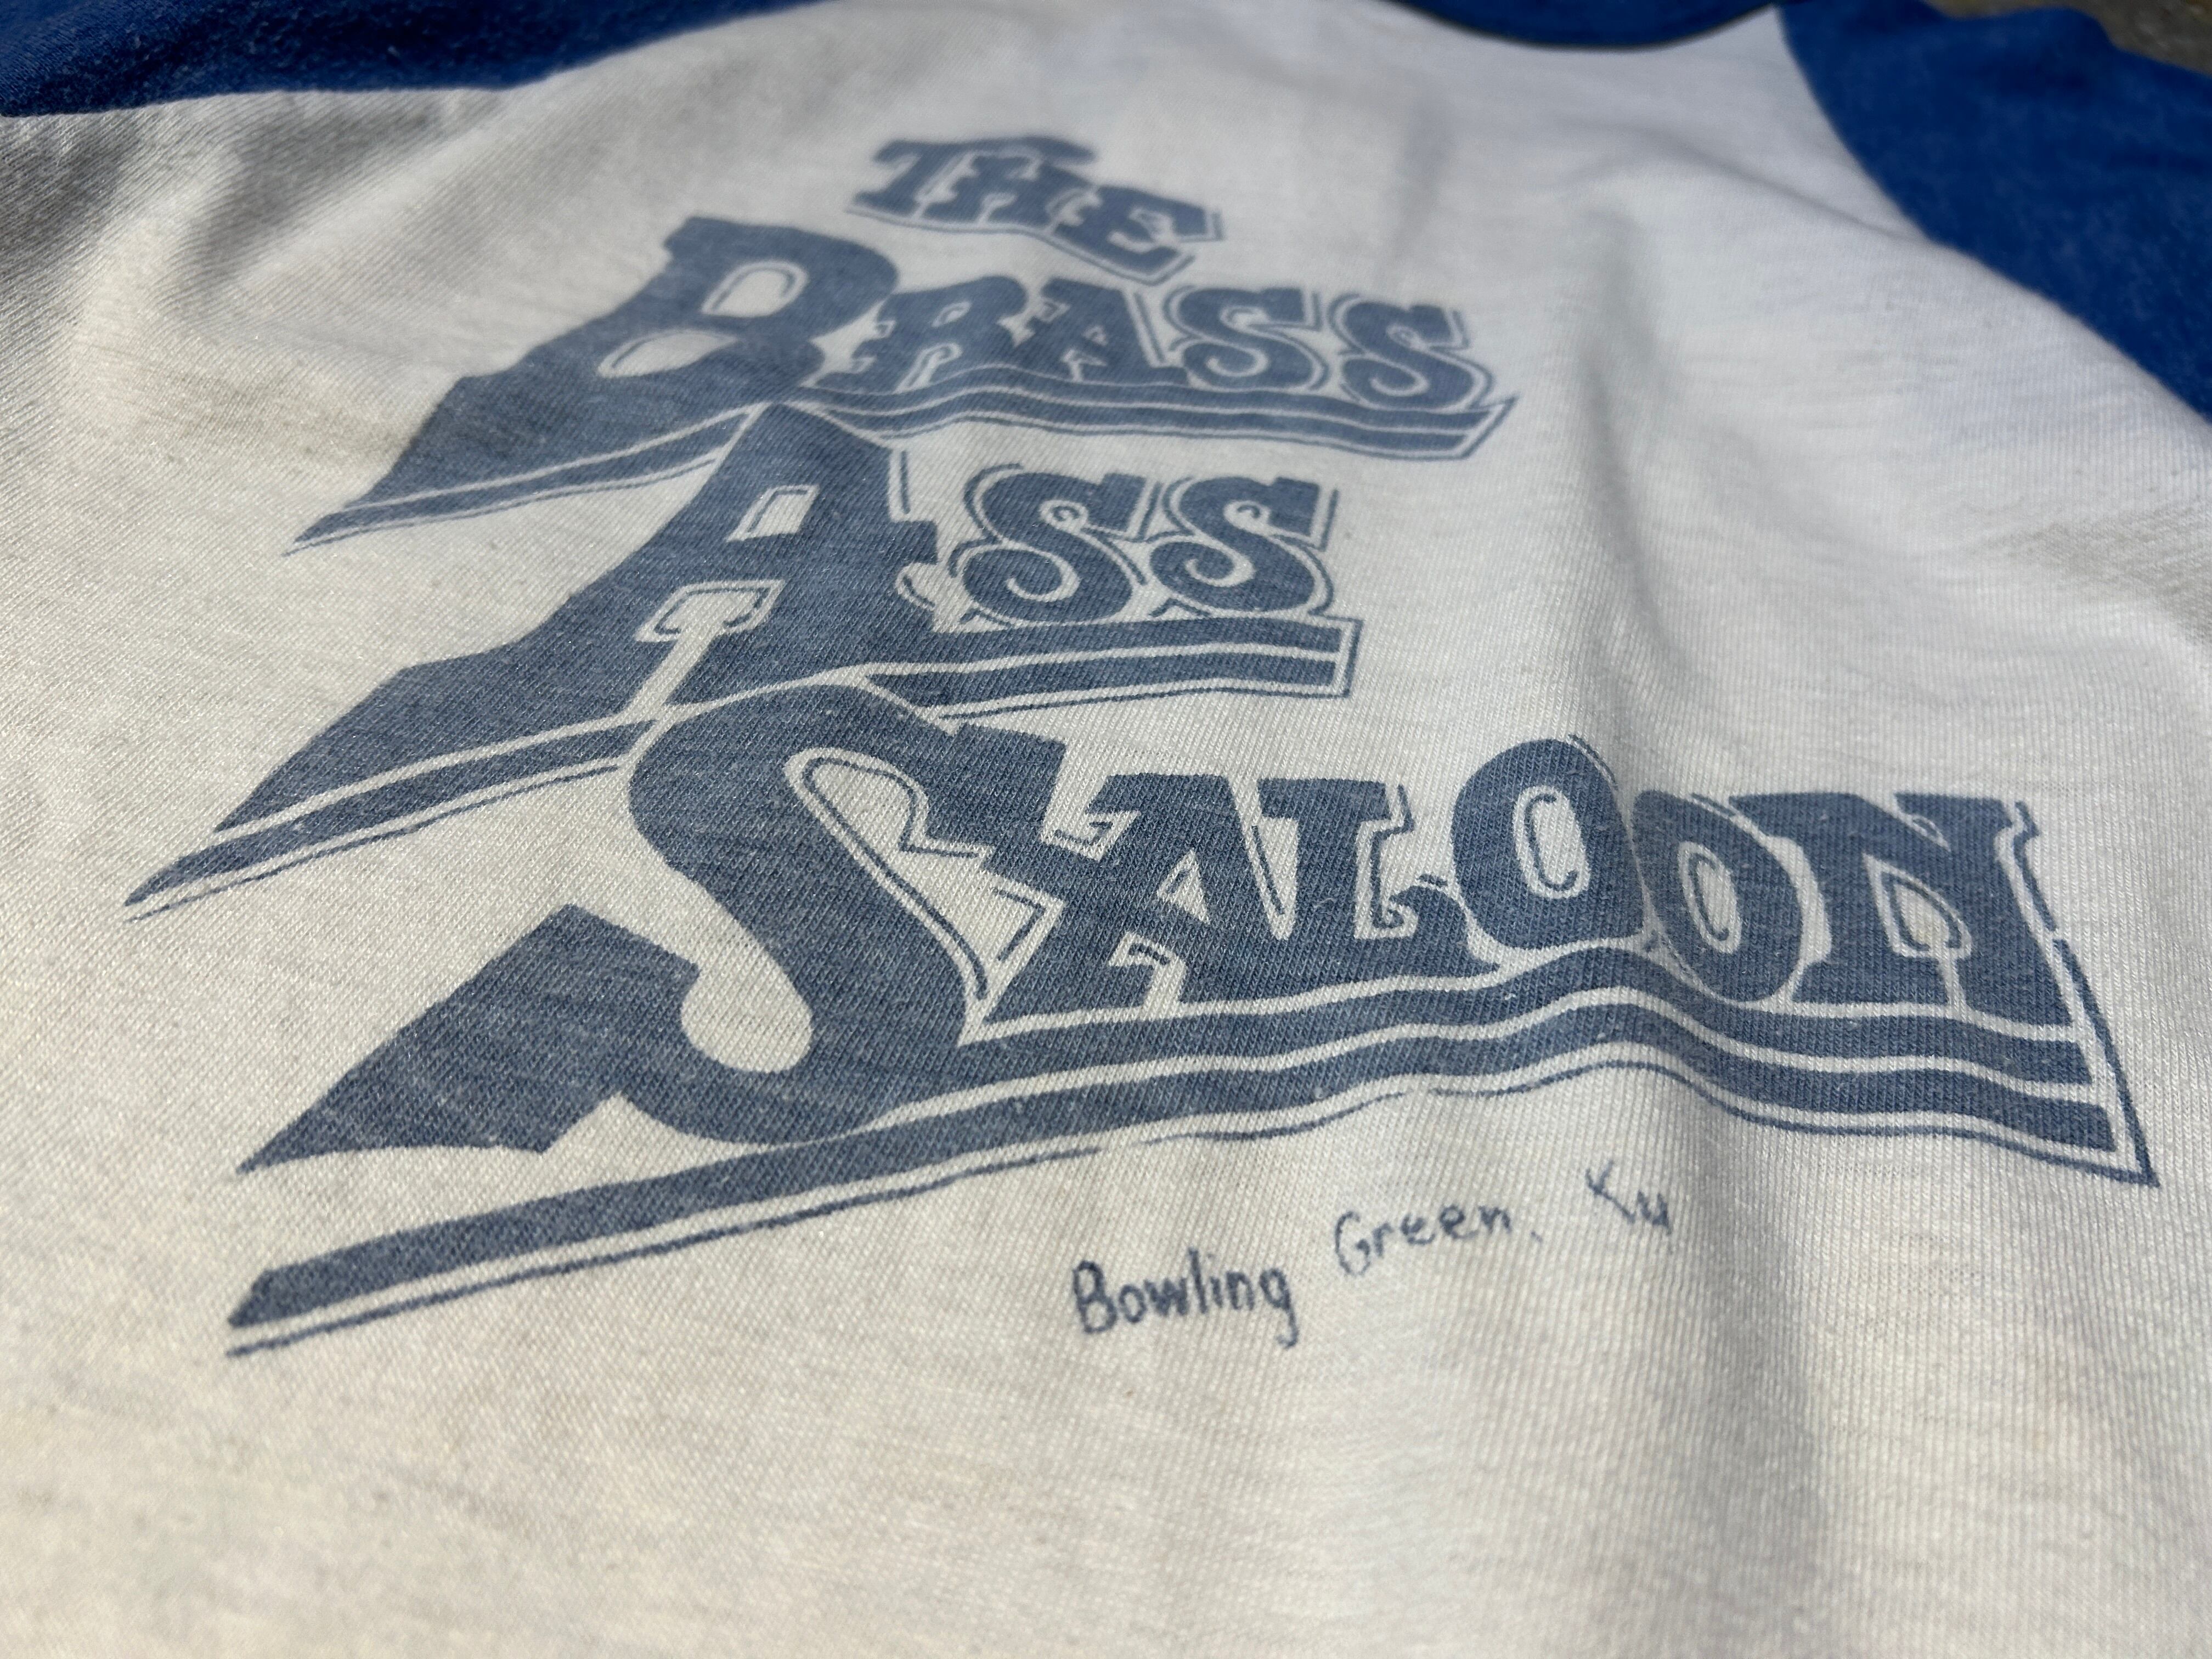 THE
BRASS
ASS
SALOON
Bowling Green, Ky